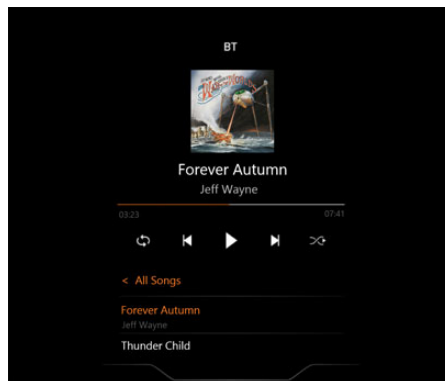 BT
Forever Autumn
Jeff Wayne
03:23 07:41
< All Songs
Forever Autumn
Jeff Wayne
Thunder Child